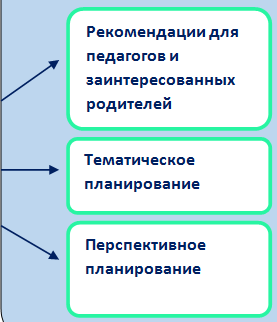 Рекомендации для
педагогов и
заинтересованных
родителей
Тематическое
планирование
Перспективное
планирование